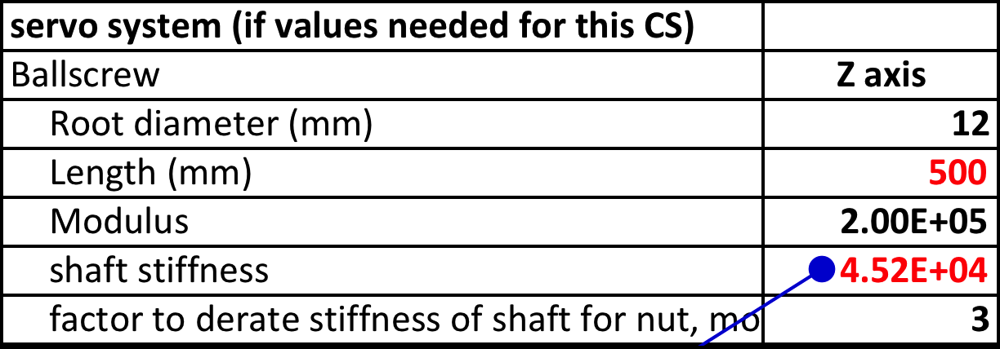 servo system (if values needed for this CS)
Ballscrew Z axis
Root diameter (mm) 12
Length (mm) 500
Modulus 2.00E+05
shaft stiffness 4.52E+04
factor to derate stiffness of shaft for nut, mo 3